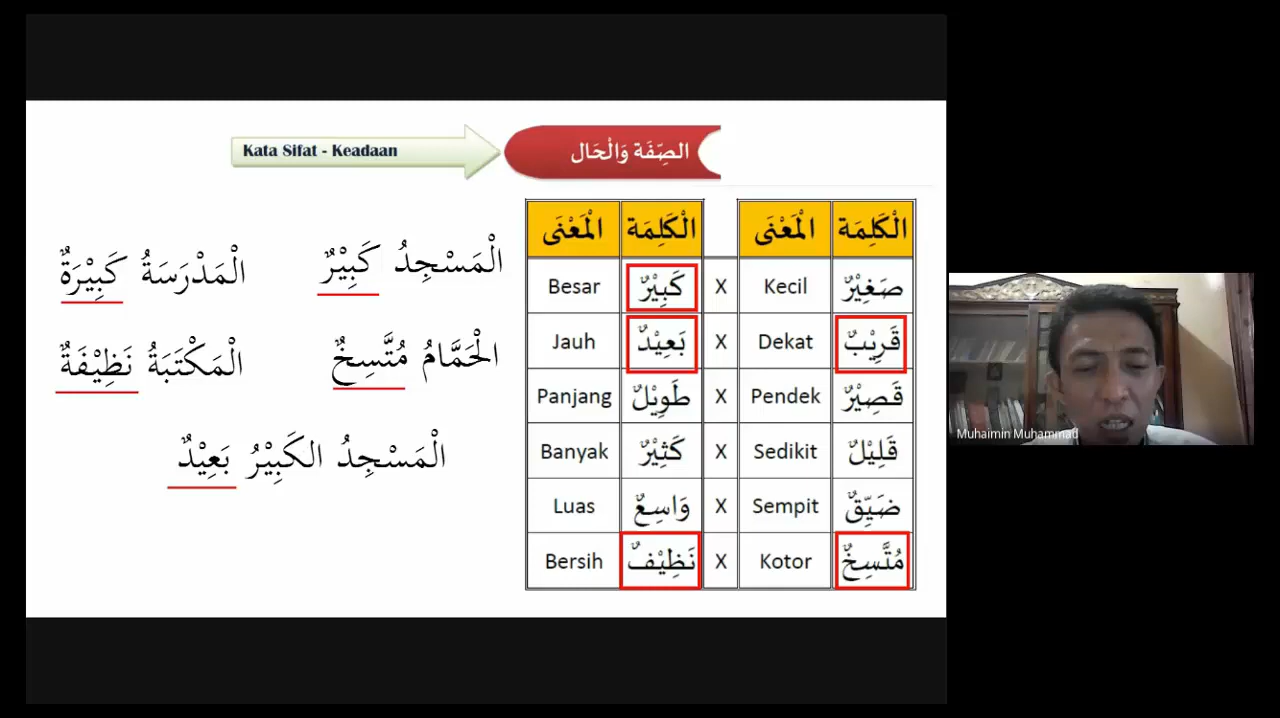 Kata Sifat - Keadaan
الصِّفَة وَالْحَال
الْمَسْجِدُ كَبِيْرٌ
الْمَدْرَسَةُ كَبِيْرَةٌ
الْحَمَّامُ مُتَّسِخٌ
الْمَكْتَبَةُ نَظِيْفَةٌ
الْمَسْجِدُ الكَبِيْرُ بَعِيْدٌ
الْكَلِمَة الْمَعْنَى الْكَلِمَة الْمَعْنَى
صَغِيْرٌ Kecil X كَبِيْرٌ Besar
قَرِيْبٌ Dekat X بَعِيْدٌ Jauh
قَصِيْرٌ Pendek X طَوِيْلٌ Panjang
قَلِيْلٌ Sedikit X كَثِيْرٌ Banyak
ضَيِّقٌ Sempit X وَاسِعٌ Luas
مُتَّسِخٌ Kotor X نَظِيْفٌ Bersih
Muhaimin Muhammad